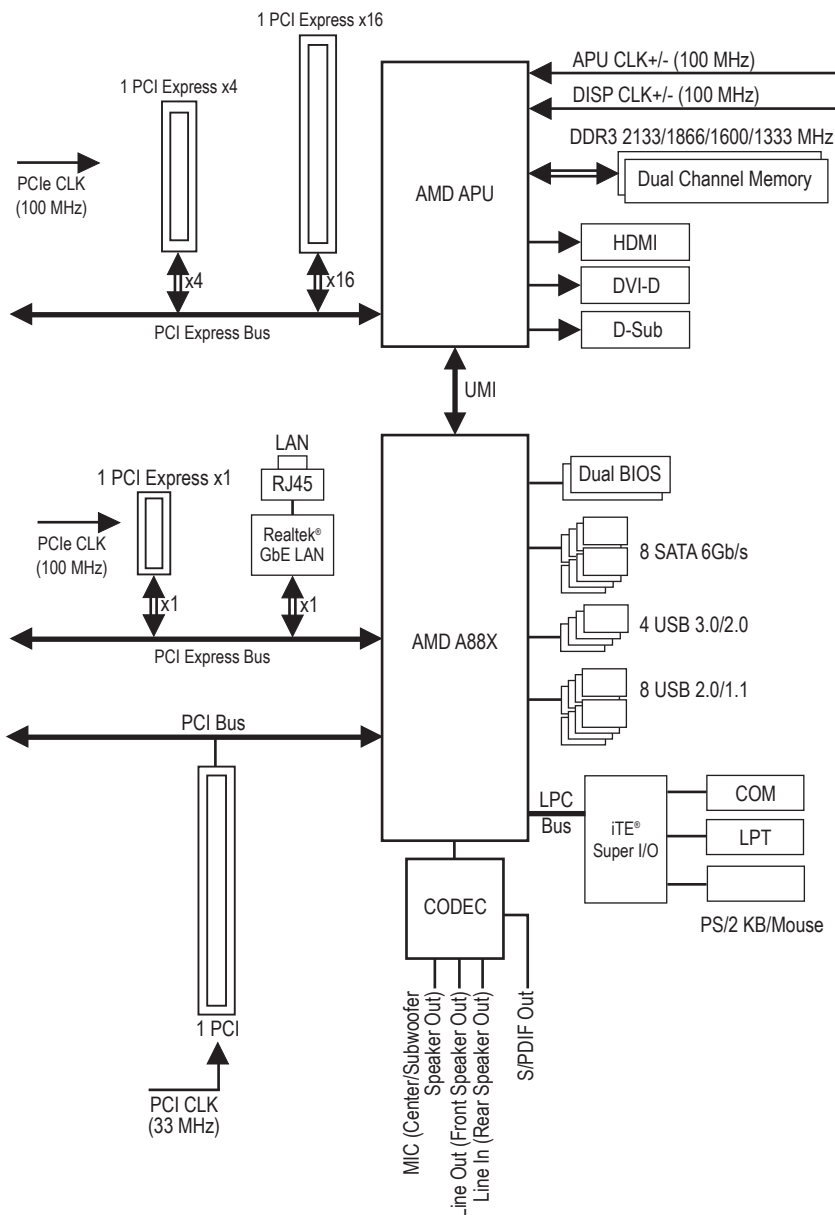 1 PCI Express x16
1 PCI Express x4
APU CLK+/- (100 MHz)
DISP CLK+/- (100 MHz)
DDR3 2133/1866/1600/1333 MHz
Dual Channel Memory
PCIe CLK
(100 MHz)
AMD APU
HDMI
x4
x16
DVI-D
PCI Express Bus
D-Sub
UMI
LAN
RJ45
1 PCI Express x1
Dual BIOS
PCIe CLK
(100 MHz)
Realtek®
GbE LAN
8 SATA 6Gb/s
x1
x1
4 USB 3.0/2.0
AMD A88X
PCI Express Bus
8 USB 2.0/1.1
PCI Bus
LPC
Bus
iTE®
Super I/O
COM
LPT
PS/2 KB/Mouse
CODEC
MIC (Center/Subwoofer
Speaker Out)
Line Out (Front Speaker Out)
Line In (Rear Speaker Out)
S/PDIF Out
1 PCI
PCI CLK
(33 MHz)